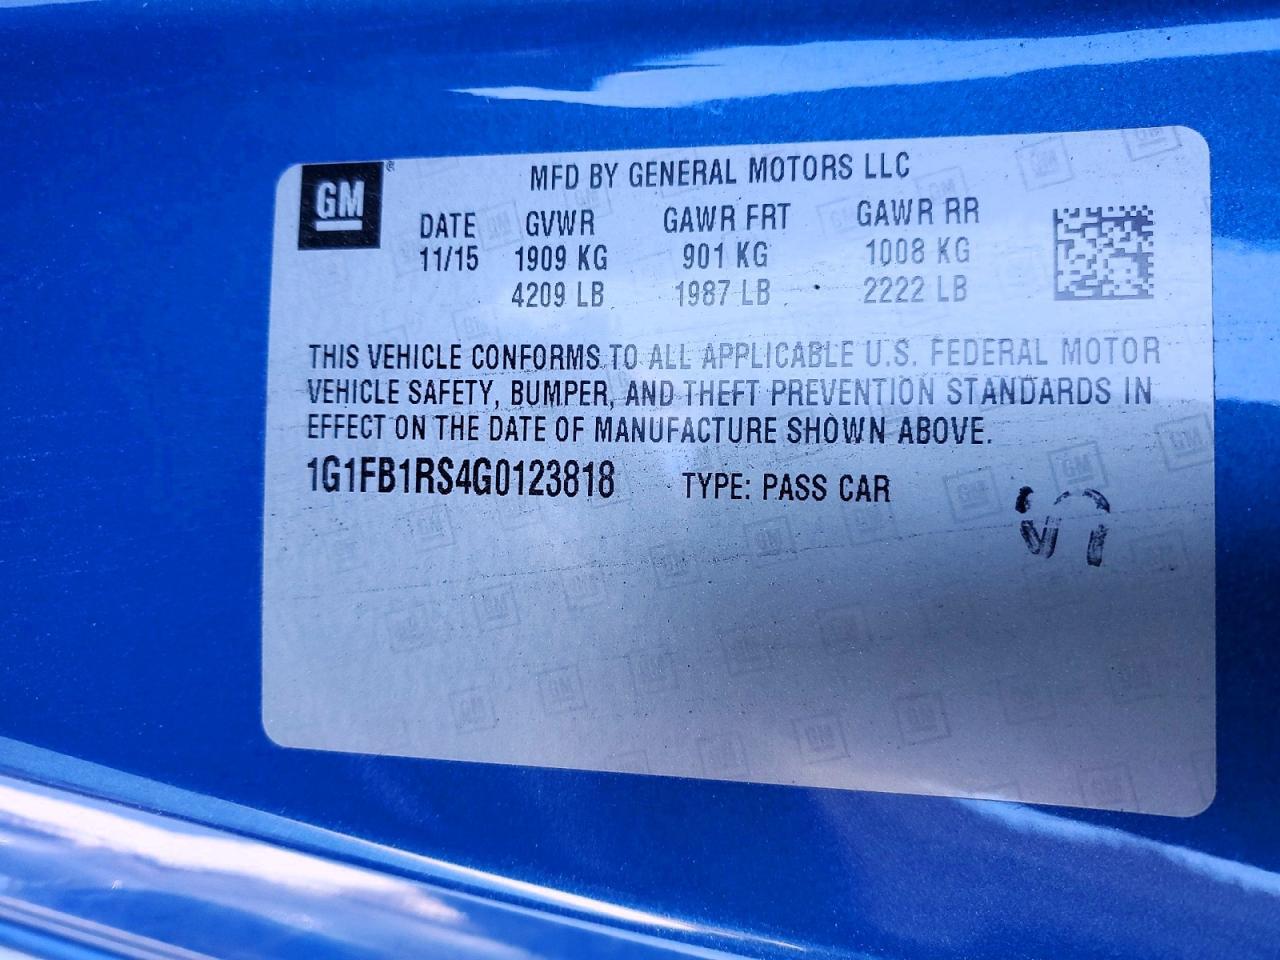 GM®
MFD BY GENERAL MOTORS LLC
DATE GVWR GAWR FRT GAWR RR
11/15 1909 KG 901 KG 1008 KG
4209 LB 1987 LB 2222 LB
THIS VEHICLE CONFORMS TO ALL APPLICABLE U.S. FEDERAL MOTOR
VEHICLE SAFETY, BUMPER, AND THEFT PREVENTION STANDARDS IN
EFFECT ON THE DATE OF MANUFACTURE SHOWN ABOVE.
1G1FB1RS4G0123818 TYPE: PASS CAR